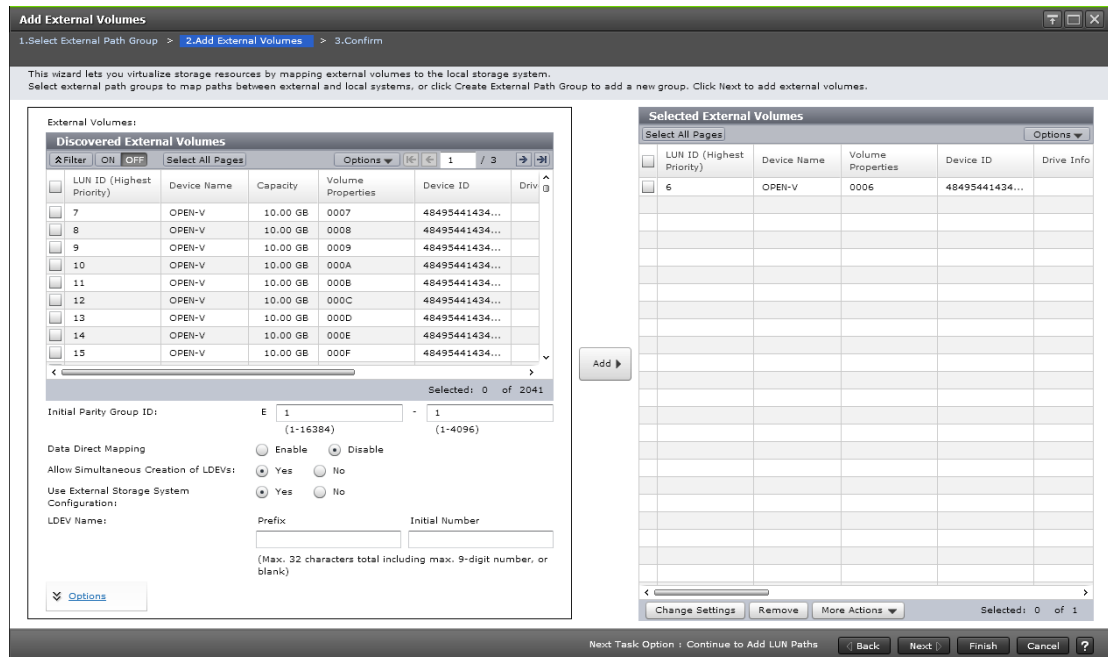 Add External Volumes
1.Select External Path Group > 2.Add External Volumes > 3.Confirm
This wizard lets you virtualize storage resources by mapping external volumes to the local storage system.
Select external path groups to map paths between external and local systems, or click Create External Path Group to add a new group. Click Next to add external volumes.
External Volumes:
Discovered External Volumes
Filter ON OFF Select All Pages Options 1 / 3
LUN ID (Highest Priority) Device Name Capacity Volume Properties Device ID Driv
7 OPEN-V 10.00 GB 0007 48495441434...
8 OPEN-V 10.00 GB 0008 48495441434...
9 OPEN-V 10.00 GB 0009 48495441434...
10 OPEN-V 10.00 GB 000A 48495441434...
11 OPEN-V 10.00 GB 000B 48495441434...
12 OPEN-V 10.00 GB 000C 48495441434...
13 OPEN-V 10.00 GB 000D 48495441434...
14 OPEN-V 10.00 GB 000E 48495441434...
15 OPEN-V 10.00 GB 000F 48495441434...
Selected: 0 of 2041
Initial Parity Group ID: E 1 - 1
(1-16384) (1-4096)
Data Direct Mapping Enable Disable
Allow Simultaneous Creation of LDEVs: Yes No
Use External Storage System Configuration: Yes No
LDEV Name: Prefix Initial Number
(Max. 32 characters total including max. 9-digit number, or
blank)
Options
Add
Selected External Volumes
Select All Pages Options
LUN ID (Highest Priority) Device Name Volume Properties Device ID Drive Info
6 OPEN-V 0006 48495441434...
Change Settings Remove More Actions Selected: 0 of 1
Next Task Option : Continue to Add LUN Paths Back Next Finish Cancel ?